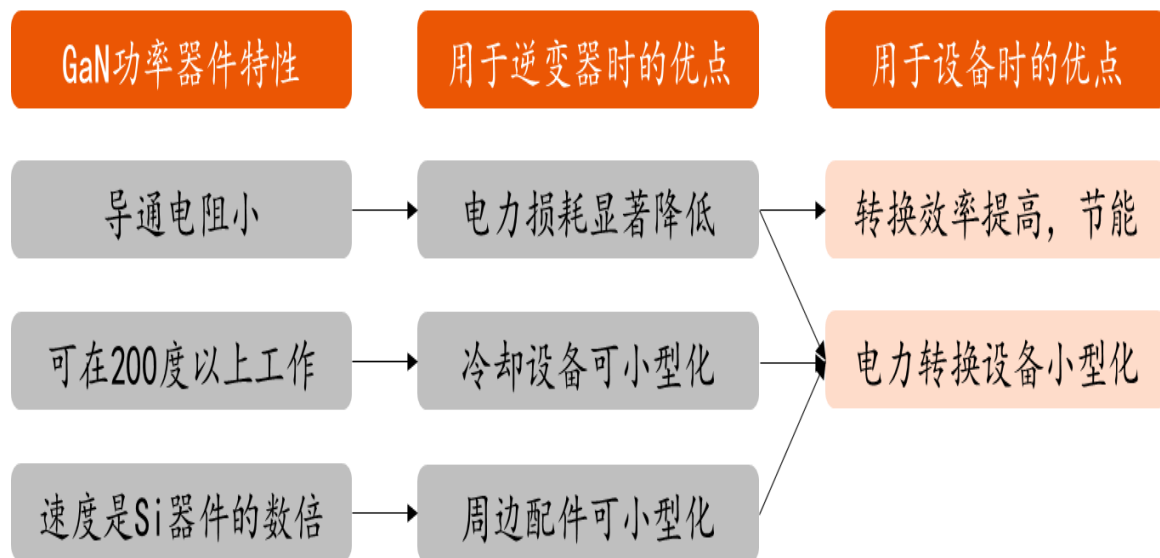 GaN功率器件特性
用于逆变器时的优点
用于设备时的优点
导通电阻小
电力损耗显著降低
转换效率提高，节能
可在200度以上工作
冷却设备可小型化
电力转换设备小型化
速度是Si器件的数倍
周边配件可小型化